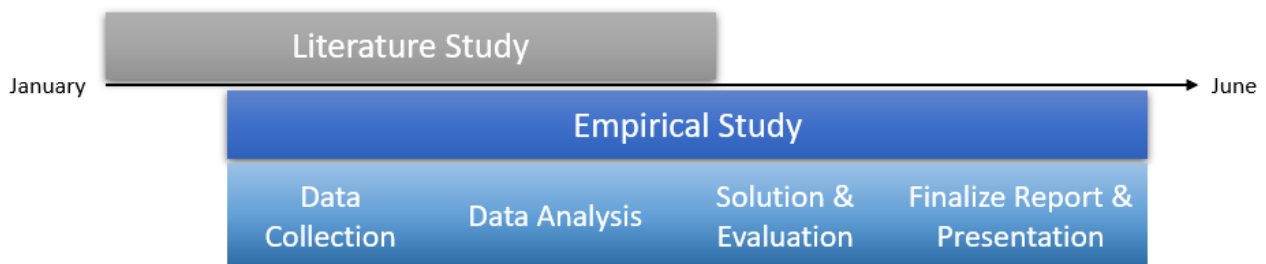 Literature Study
January
June
Empirical Study
Data
Collection
Data Analysis
Solution &
Evaluation
Finalize Report &
Presentation